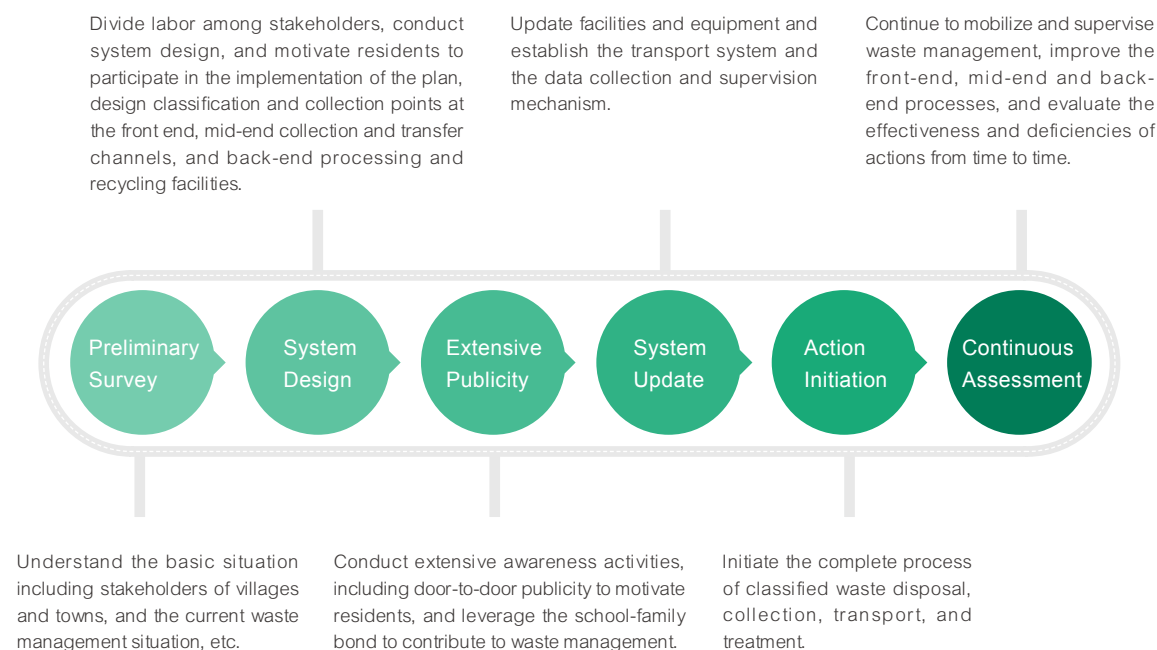 Divide labor among stakeholders, conduct
system design, and motivate residents to
participate in the implementation of the plan,
design classification and collection points at
the front end, mid-end collection and transfer
channels, and back-end processing and
recycling facilities.
Update facilities and equipment and
establish the transport system and
the data collection and supervision
mechanism.
Continue to mobilize and supervise
waste management, improve the
front-end, mid-end and back-
end processes, and evaluate the
effectiveness and deficiencies of
actions from time to time.
Preliminary
Survey
System
Design
Extensive
Publicity
System
Update
Action
Initiation
Continuous
Assessment
Understand the basic situation
including stakeholders of villages
and towns, and the current waste
management situation, etc.
Conduct extensive awareness activities,
including door-to-door publicity to motivate
residents, and leverage the school-family
bond to contribute to waste management.
Initiate the complete process
of classified waste disposal,
collection, transport, and
treatment.